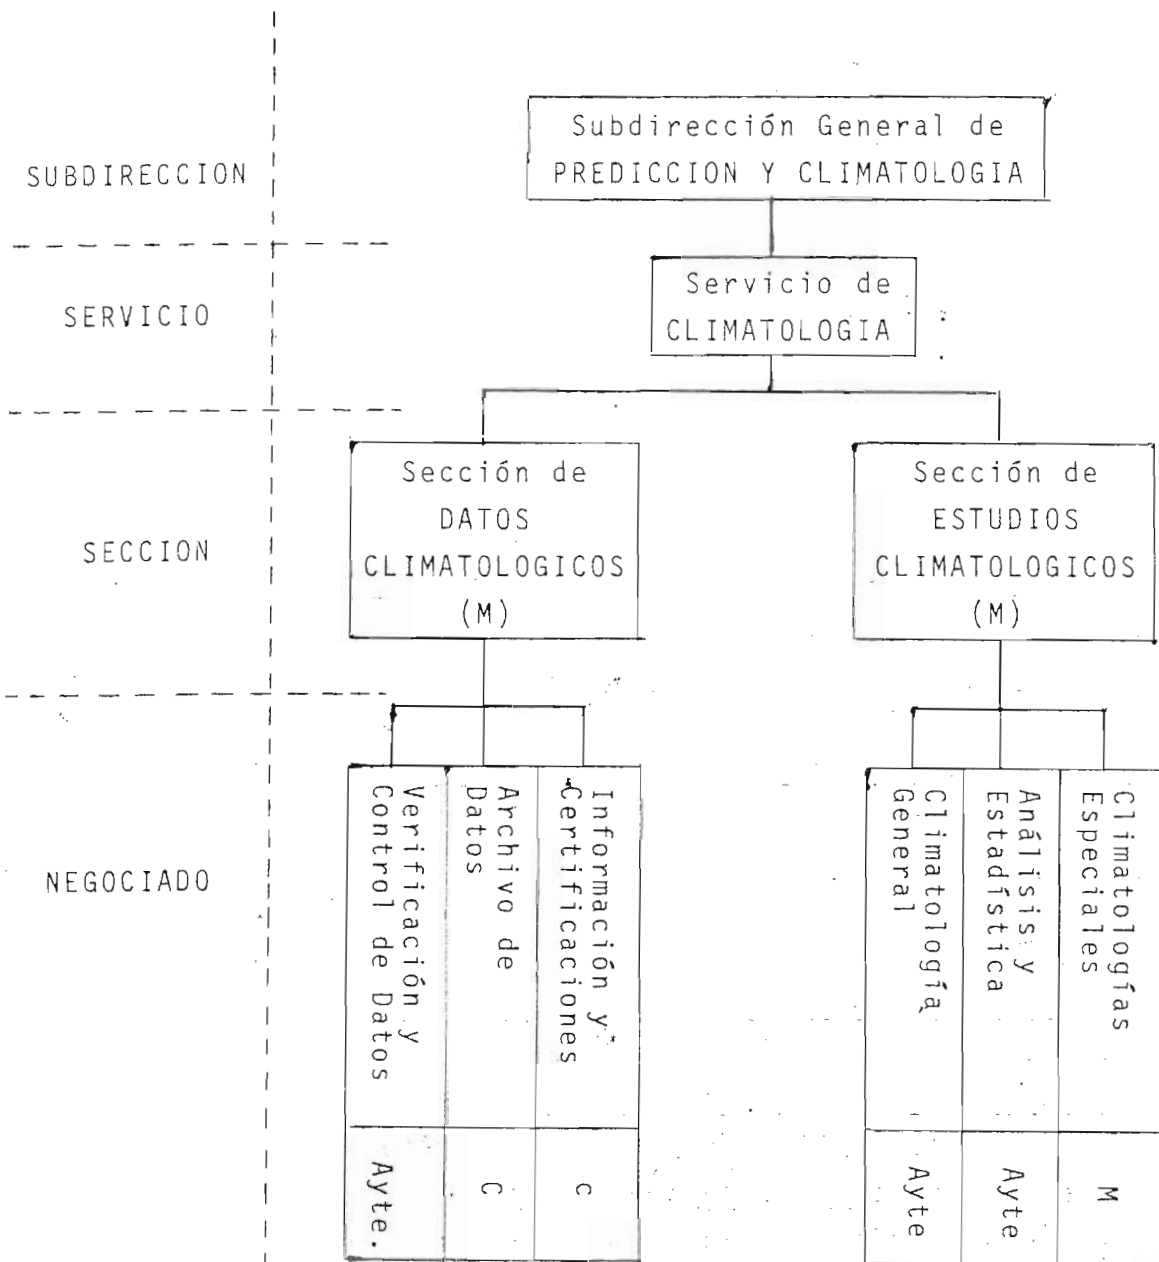 Subdirección General de
PREDICCION Y CLIMATOLOGIA
SUBDIRECCION
Servicio de
CLIMATOLOGIA
SERVICIO
Sección de
DATOS
CLIMATOLOGICOS
(M)
Sección de
ESTUDIOS
CLIMATOLOGICOS
(M)
SECCION
NEGOCIADO
Verificación y
Control de Datos
Ayte.
Archivo de
Datos
C
Información y
Certificaciones
C
Climatología
General
Ayte
Análisis y
Estadística
Ayte
Climatologías
Especiales
M